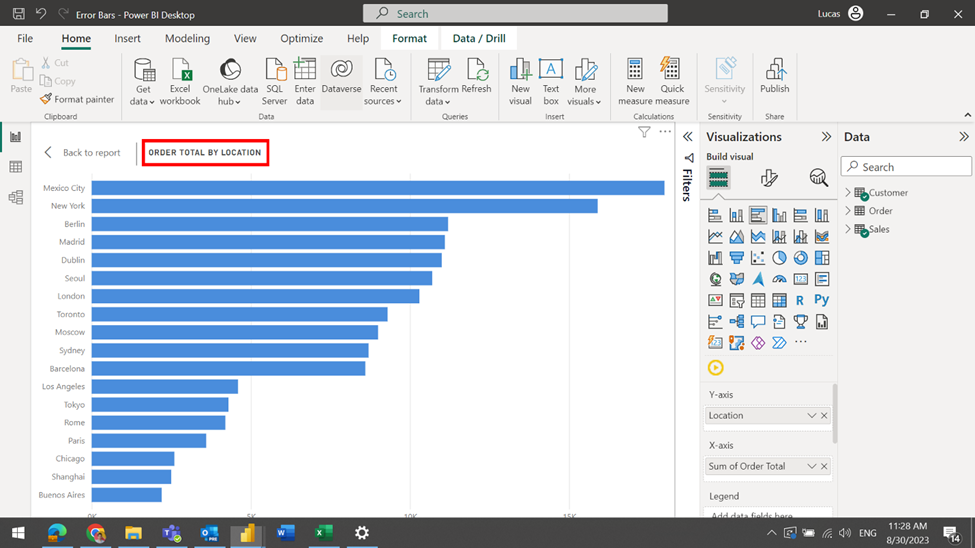 Error Bars - Power BI Desktop
Search
Lucas
File Home Insert Modeling View Optimize Help Format Data / Drill
Paste
Cut
Copy
Format painter
Clipboard
Get data
Excel workbook
OneLake data hub
SQL Server
Enter data
Dataverse
Recent sources
Data
Transform data
Refresh
Queries
New visual
Text box
More visuals
Insert
New measure
Quick measure
Calculations
Sensitivity
Sensitivity
Publish
Share
Back to report
ORDER TOTAL BY LOCATION
Mexico City
New York
Berlin
Madrid
Dublin
Seoul
London
Toronto
Moscow
Sydney
Barcelona
Los Angeles
Tokyo
Rome
Paris
Chicago
Shanghai
Buenos Aires
0K 5K 10K 15K
Filters
Visualizations
Build visual
123
R
Py
123
Y-axis
Location
X-axis
Sum of Order Total
Legend
Add data fields here
Data
Search
Customer
Order
Sales
ENG
11:28 AM
8/30/2023
14